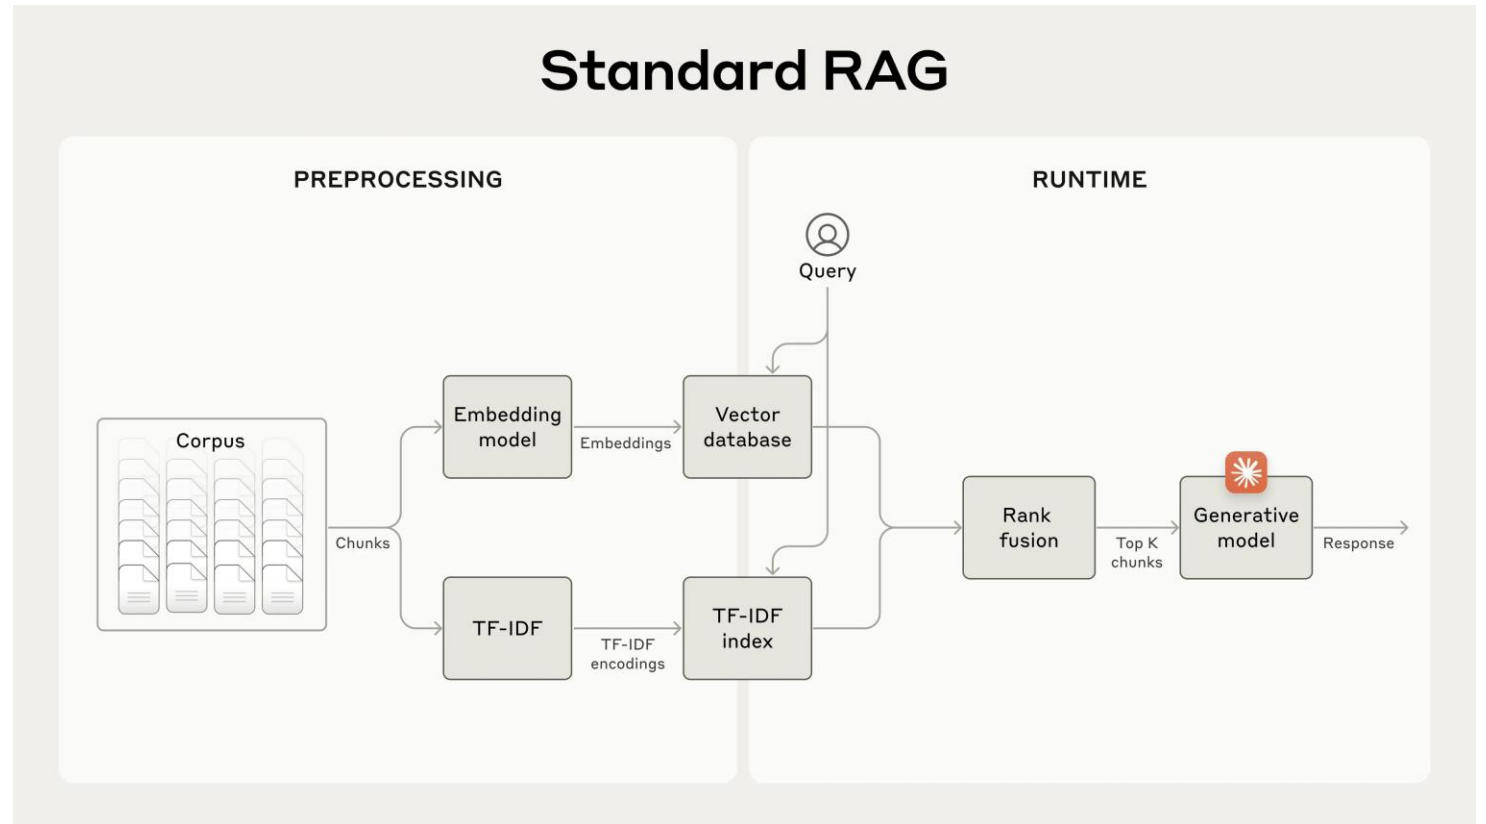 Standard RAG
PREPROCESSING
RUNTIME
Query
Corpus
Chunks
Embedding
model
Embeddings
Vector
database
TF-IDF
TF-IDF
encodings
TF-IDF
index
Rank
fusion
Top K
chunks
Generative
model
Response